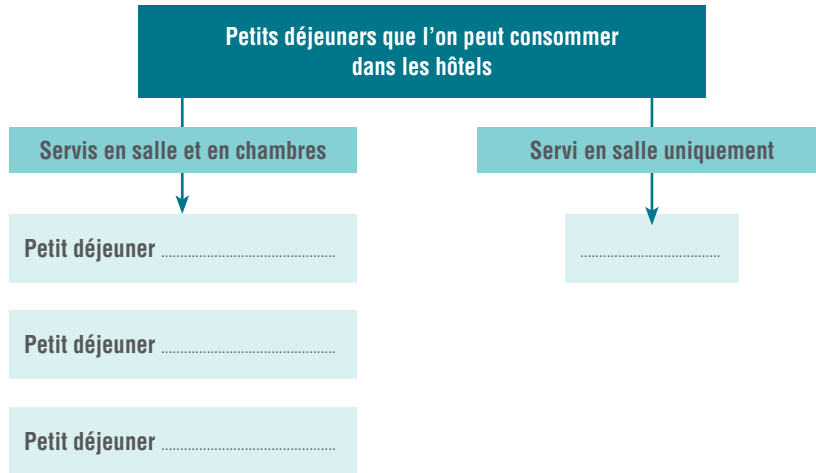 Petits déjeuners que l’on peut consommer
dans les hôtels
Servis en salle et en chambres
Servi en salle uniquement
Petit déjeuner ................................................
.....................................
Petit déjeuner ................................................
Petit déjeuner ................................................